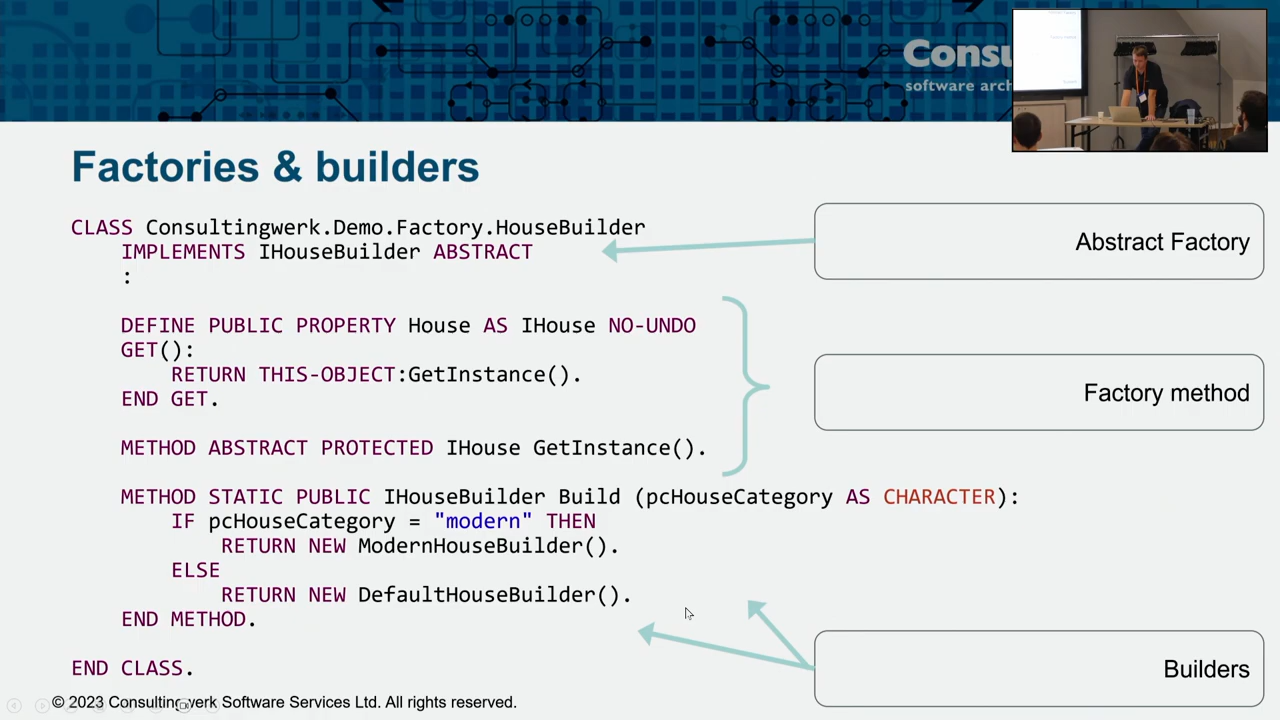 Consu
software arch
Factories & builders
CLASS Consultingwerk.Demo.Factory.HouseBuilder
IMPLEMENTS IHouseBuilder ABSTRACT
:
DEFINE PUBLIC PROPERTY House AS IHouse NO-UNDO
GET():
RETURN THIS-OBJECT:GetInstance().
END GET.
METHOD ABSTRACT PROTECTED IHouse GetInstance().
METHOD STATIC PUBLIC IHouseBuilder Build (pcHouseCategory AS CHARACTER):
IF pcHouseCategory = "modern" THEN
RETURN NEW ModernHouseBuilder().
ELSE
RETURN NEW DefaultHouseBuilder().
END METHOD.
END CLASS.
Abstract Factory
Factory method
Builders
© 2023 Consultingwerk Software Services Ltd. All rights reserved.